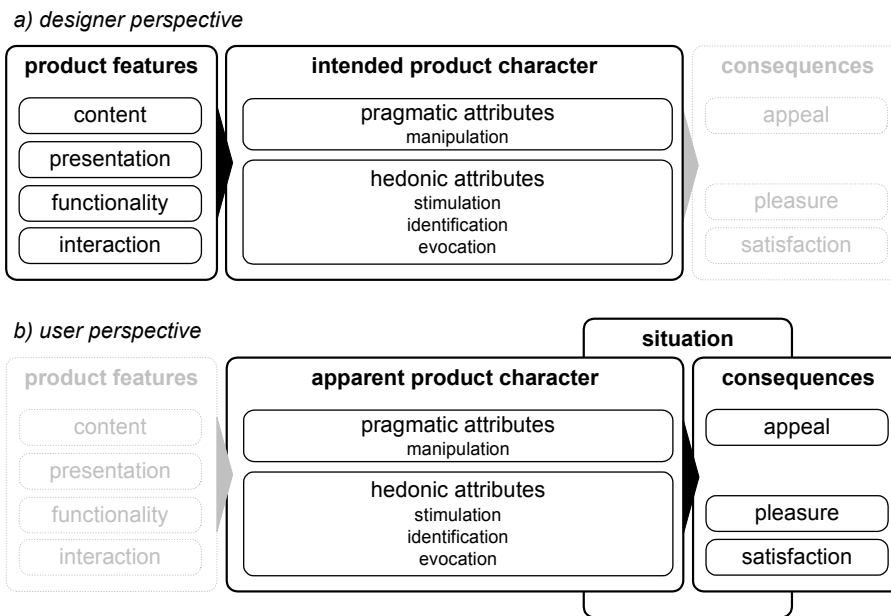 a) designer perspective
product features
intended product character
consequences
content
pragmatic attributes
manipulation
appeal
presentation
hedonic attributes
stimulation
identification
evocation
functionality
pleasure
interaction
satisfaction
b) user perspective
situation
product features
apparent product character
consequences
content
pragmatic attributes
manipulation
appeal
presentation
hedonic attributes
stimulation
identification
evocation
functionality
pleasure
interaction
satisfaction